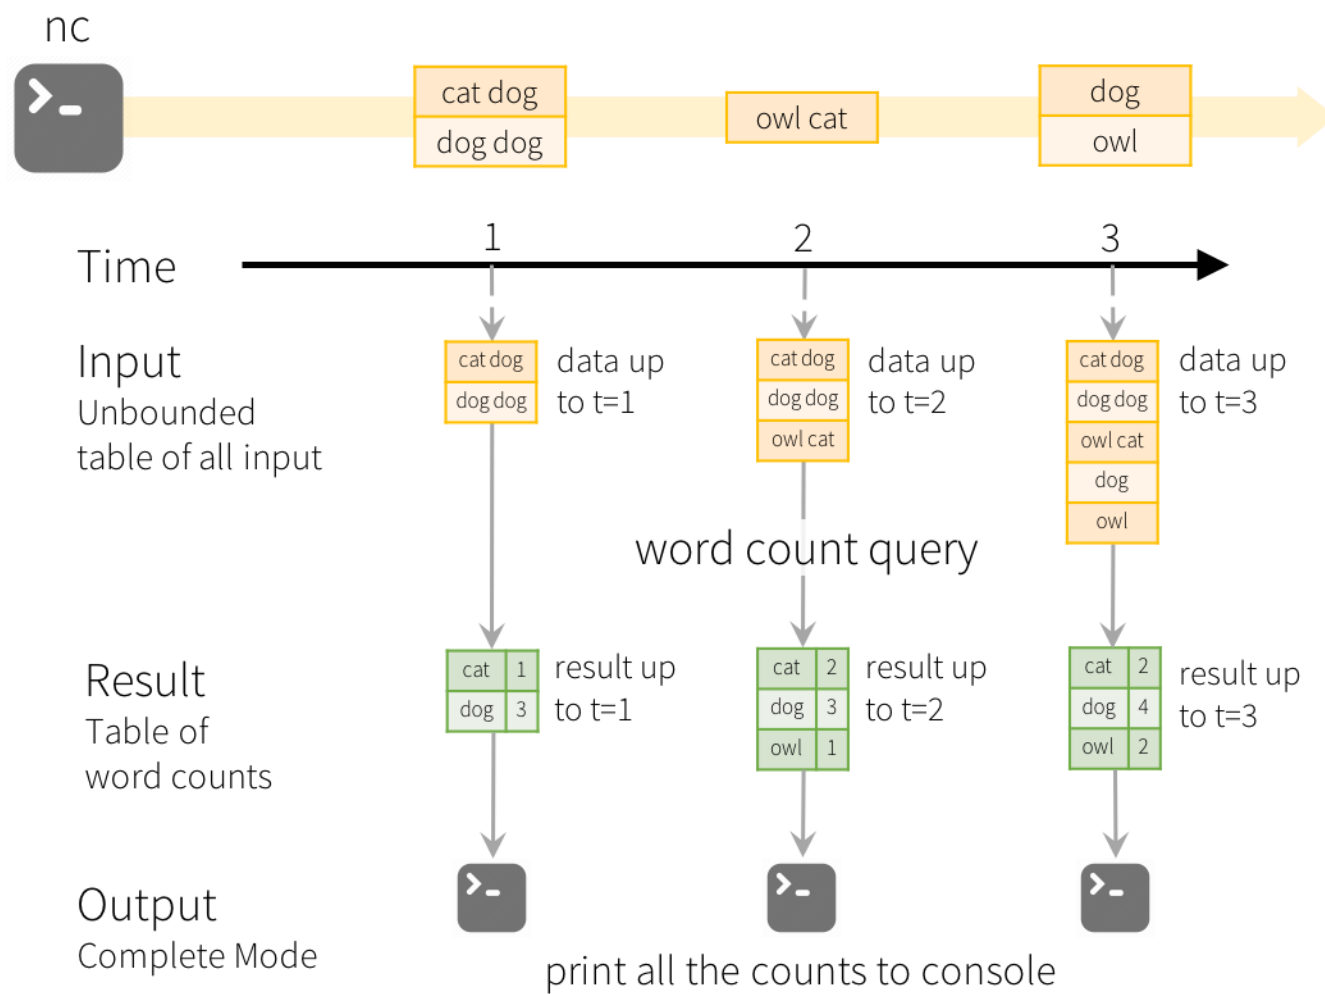 nc
cat dog
dog dog
owl cat
dog
owl
Time
1
2
3
Input
Unbounded
table of all input
cat dog
dog dog
data up
to t=1
cat dog
dog dog
owl cat
data up
to t=2
cat dog
dog dog
owl cat
dog
owl
data up
to t=3
word count query
Result
Table of
word counts
cat 1
dog 3
result up
to t=1
cat 2
dog 3
owl 1
result up
to t=2
cat 2
dog 4
owl 2
result up
to t=3
Output
Complete Mode
print all the counts to console